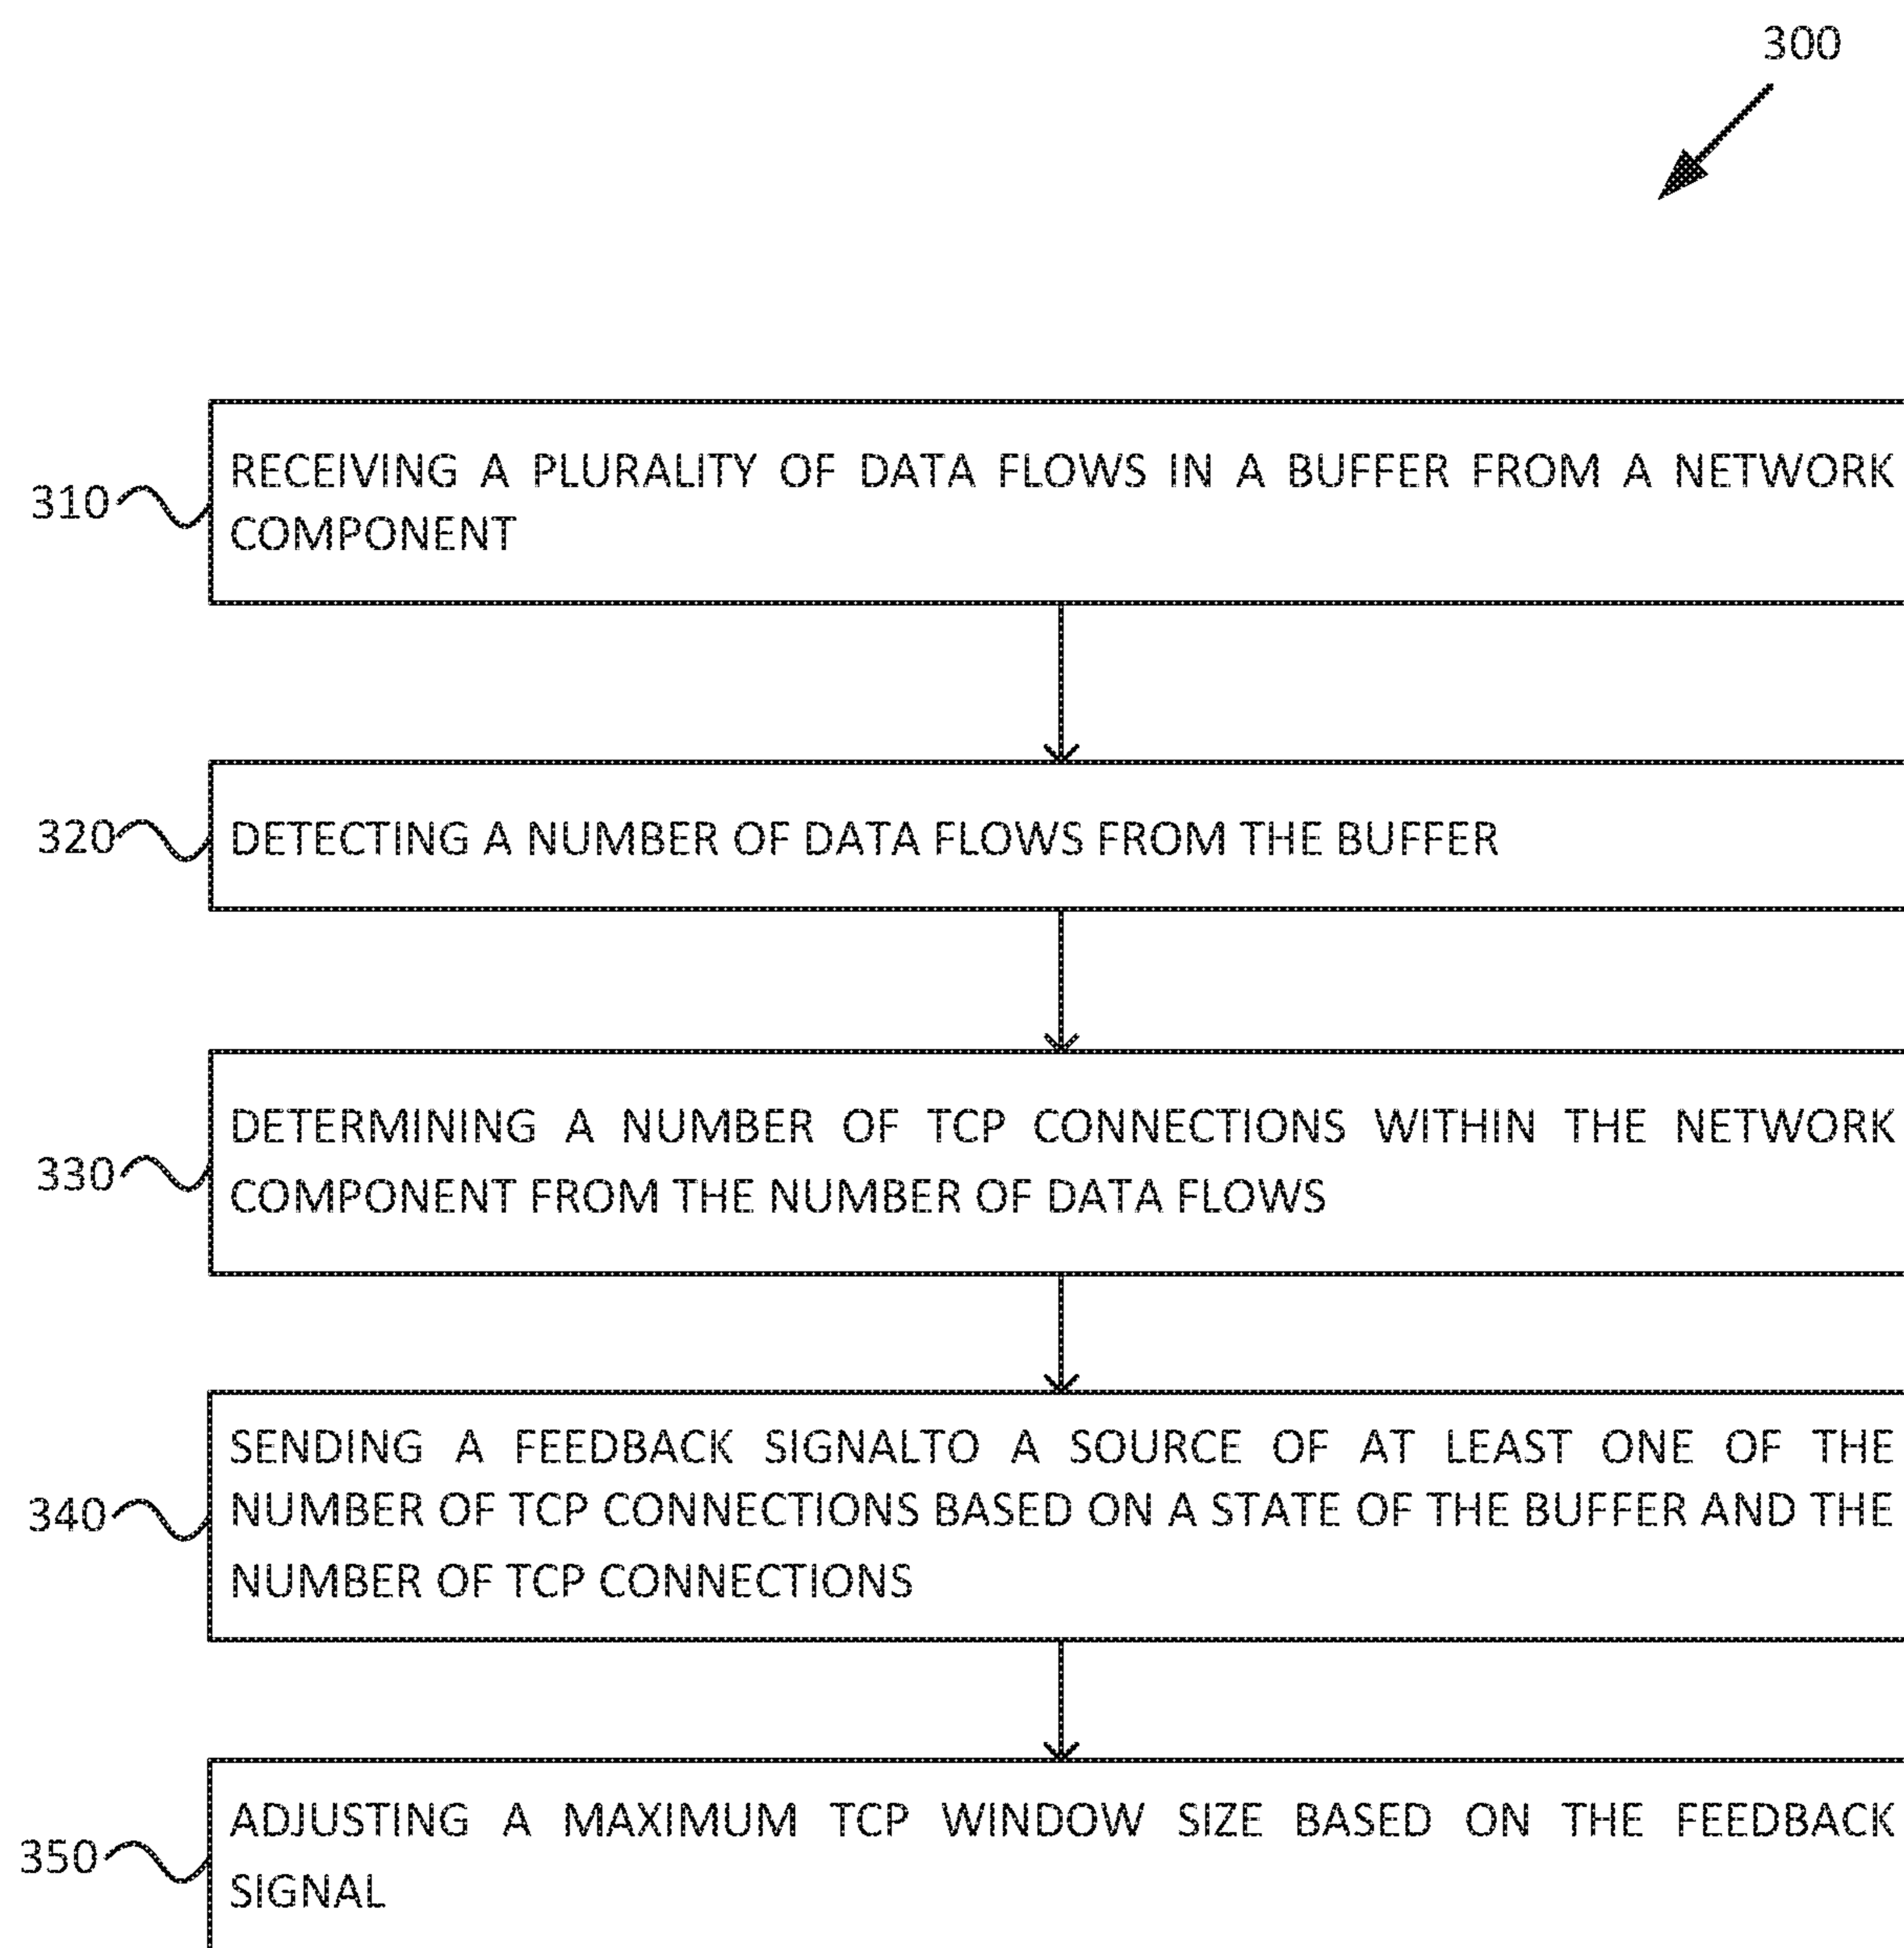 300
310
RECEIVING A PLURALITY OF DATA FLOWS IN A BUFFER FROM A NETWORK
COMPONENT
320
DETECTING A NUMBER OF DATA FLOWS FROM THE BUFFER
330
DETERMINING A NUMBER OF TCP CONNECTIONS WITHIN THE NETWORK
COMPONENT FROM THE NUMBER OF DATA FLOWS
340
SENDING A FEEDBACK SIGNALTO A SOURCE OF AT LEAST ONE OF THE
NUMBER OF TCP CONNECTIONS BASED ON A STATE OF THE BUFFER AND THE
NUMBER OF TCP CONNECTIONS
350
ADJUSTING A MAXIMUM TCP WINDOW SIZE BASED ON THE FEEDBACK
SIGNAL